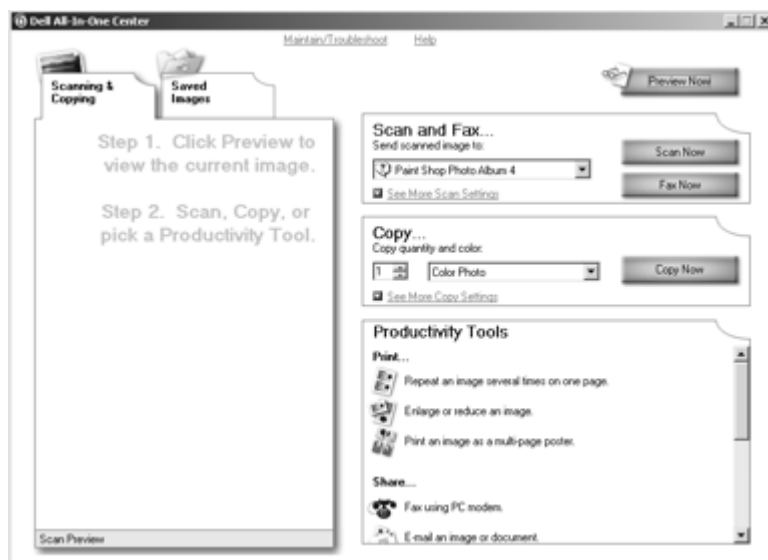 Dell All-In-One Center
Maintain/Troubleshoot Help
Scanning &
Copying
Saved
Images
Preview Now
Step 1. Click Preview to
view the current image.
Step 2. Scan, Copy, or
pick a Productivity Tool.
Scan Preview
Scan and Fax...
Send scanned image to:
Paint Shop Photo Album 4
See More Scan Settings
Scan Now
Fax Now
Copy...
Copy quantity and color.
1 Color Photo
See More Copy Settings
Copy Now
Productivity Tools
Print...
Repeat an image several times on one page.
Enlarge or reduce an image.
Print an image as a multi-page poster.
Share...
Fax using PC modem.
E-mail an image or document.